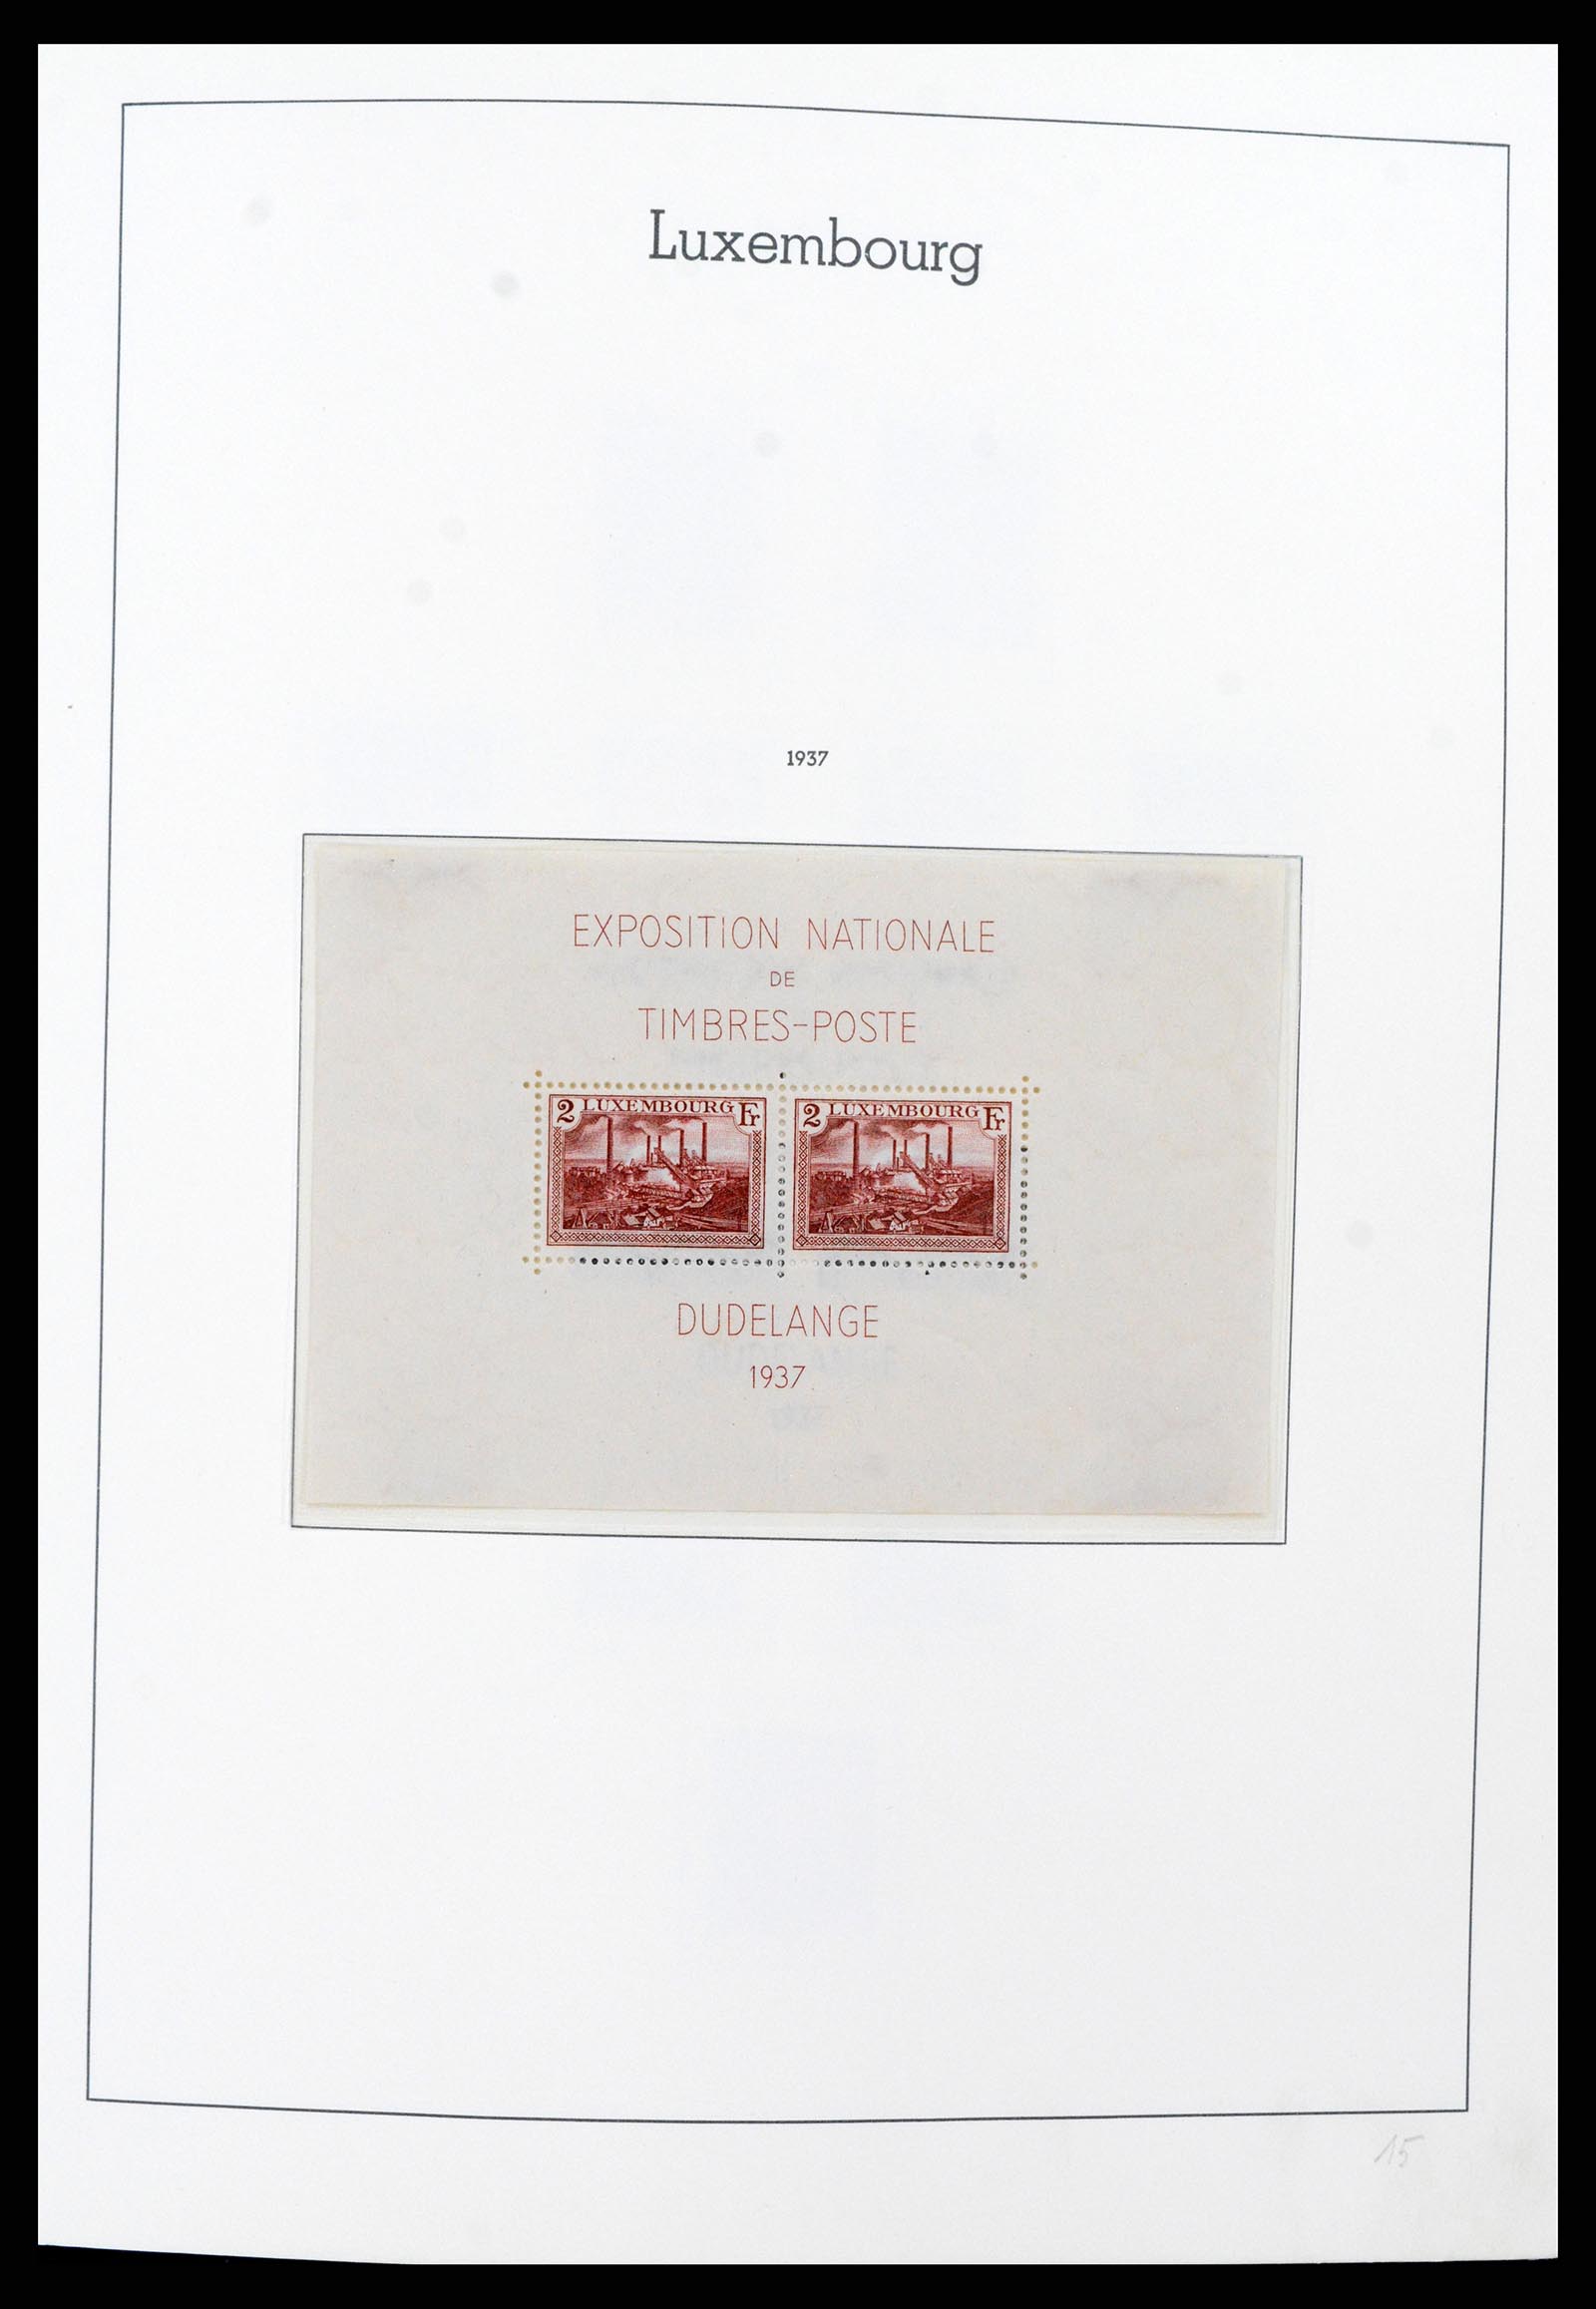 Luxembourg
1937
EXPOSITION NATIONALE
DE
TIMBRES-POSTE
2 LUXEMBOURG Fr
2 LUXEMBOURG Fr
DUDELANGE
1937
15